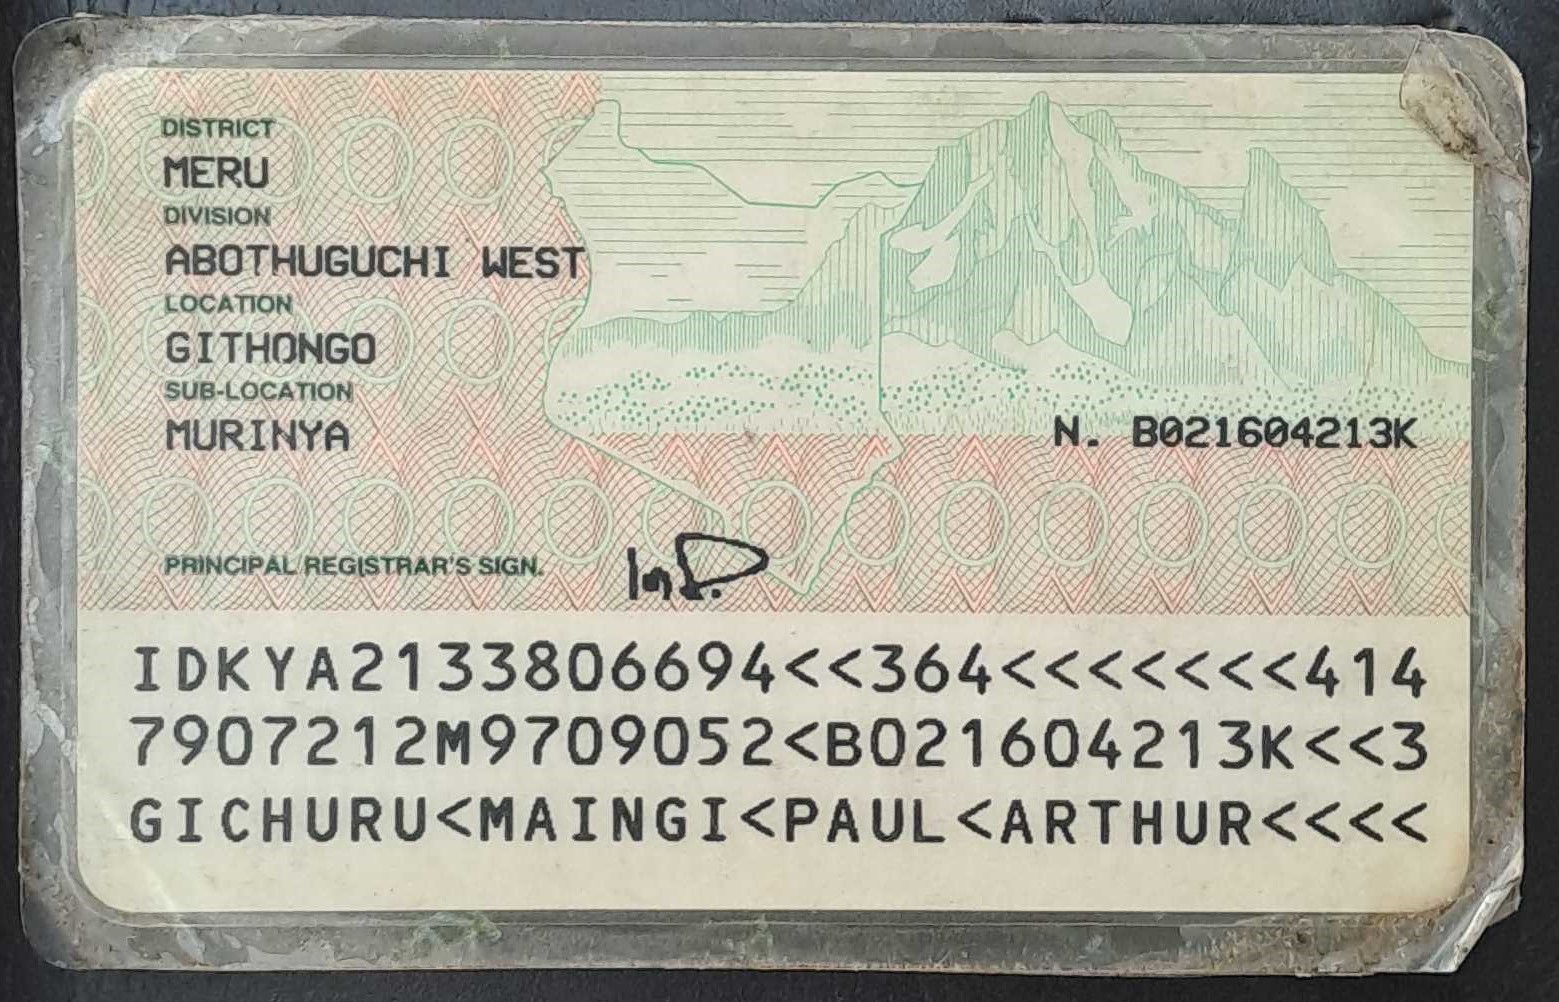 DISTRICT
MERU
DIVISION
ABOTHUGUCHI WEST
LOCATION
GITHONGO
SUB-LOCATION
MURINYA
N. B021604213K
PRINCIPAL REGISTRAR'S SIGN.
IDKYA2133806694<<364<<<<<<<414
7907212M9709052<B021604213K<<3
GICHURU<MAINGI<PAUL<ARTHUR<<<<